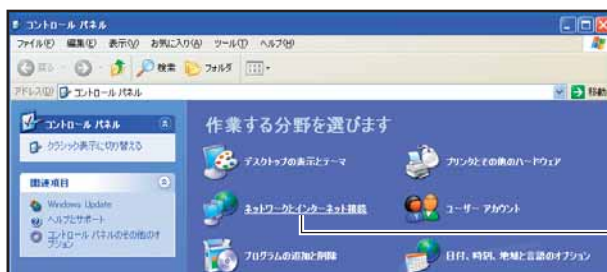 コントロール パネル
ファイル(F) 編集(E) 表示(V) お気に入り(A) ツール(T) ヘルプ(H)
戻る 検索 フォルダ
アドレス(D) コントロール パネル 移動
コントロール パネル
クラシック表示に切り替える
関連項目
Windows Update
ヘルプとサポート
コントロール パネルのその他のオ
プション
作業する分野を選びます
デスクトップの表示とテーマ
プリンタとその他のハードウェア
ネットワークとインターネット接続
ユーザー アカウント
プログラムの追加と削除
日付、時刻、地域と言語のオプション